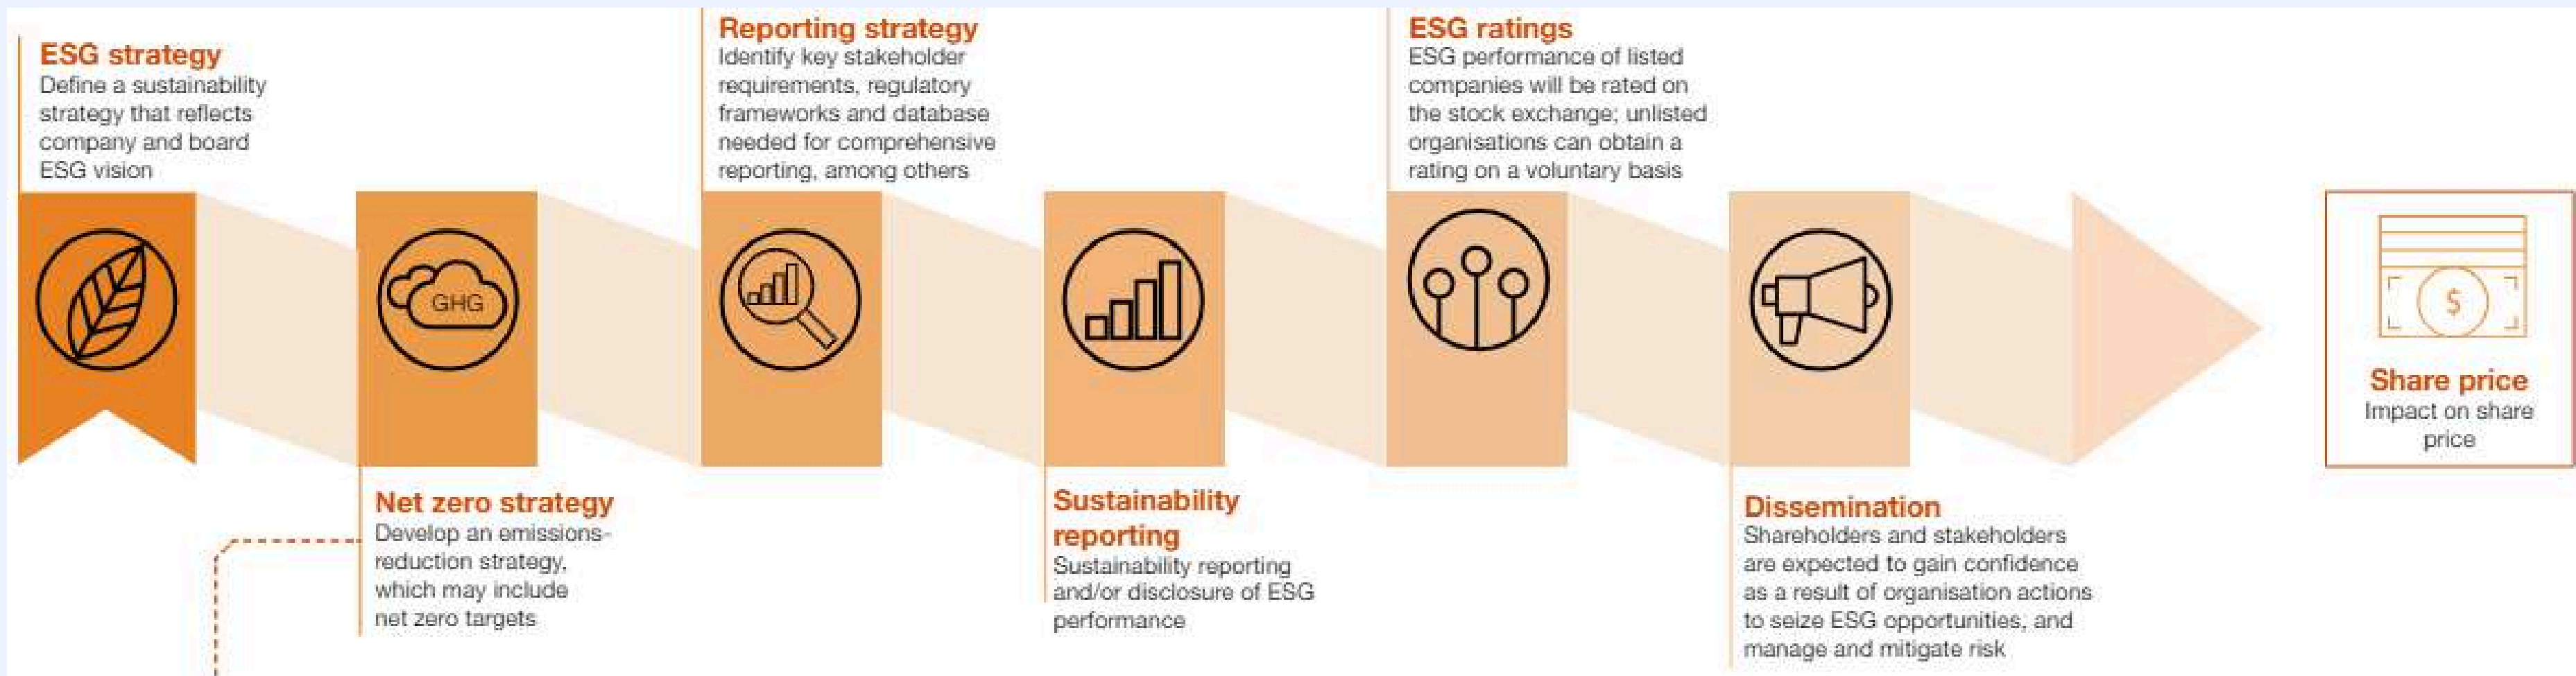 ESG strategy
Define a sustainability
strategy that reflects
company and board
ESG vision
GHG
Net zero strategy
Develop an emissions-
reduction strategy,
which may include
net zero targets
Reporting strategy
Identify key stakeholder
requirements, regulatory
frameworks and database
needed for comprehensive
reporting, among others
Sustainability
reporting
Sustainability reporting
and/or disclosure of ESG
performance
ESG ratings
ESG performance of listed
companies will be rated on
the stock exchange; unlisted
organisations can obtain a
rating on a voluntary basis
Dissemination
Shareholders and stakeholders
are expected to gain confidence
as a result of organisation actions
to seize ESG opportunities, and
manage and mitigate risk
$
Share price
Impact on share
price